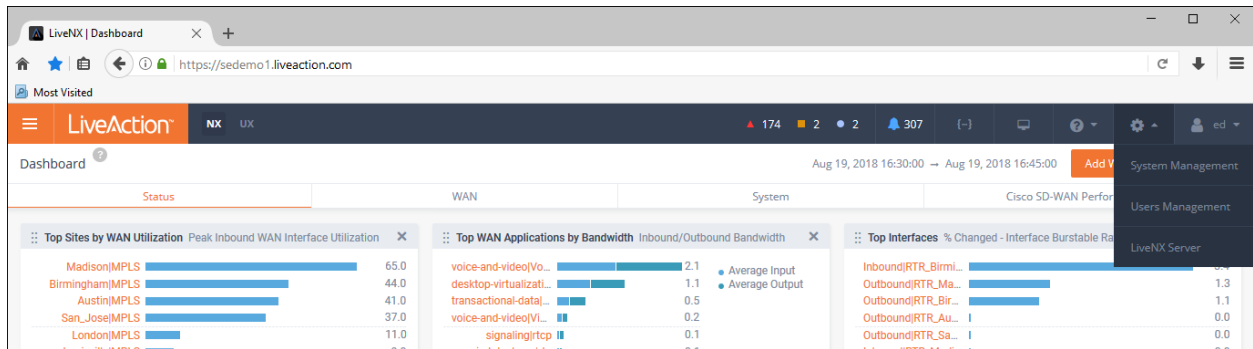 LiveNX | Dashboard
https://sedemo1.liveaction.com
Most Visited
LiveAction™ NX UX 174 2 2 307 {--} ed
Dashboard
Aug 19, 2018 16:30:00 → Aug 19, 2018 16:45:00 Add
System Management
Users Management
LiveNX Server
Status WAN System Cisco SD-WAN Perfor
Top Sites by WAN Utilization Peak Inbound WAN Interface Utilization
Madison|MPLS 65.0
Birmingham|MPLS 44.0
Austin|MPLS 41.0
San_Jose|MPLS 37.0
London|MPLS 11.0
Top WAN Applications by Bandwidth Inbound/Outbound Bandwidth
voice-and-video|Vo... 2.1
desktop-virtualizati... 1.1
transactional-data|... 0.5
voice-and-video|Vi... 0.2
signaling|rtcp 0.1
Average Input
Average Output
Top Interfaces % Changed - Interface Burstable Ra
Inbound|RTR_Birmi...
Outbound|RTR_Ma... 1.3
Outbound|RTR_Bir... 1.1
Outbound|RTR_Au... 0.0
Outbound|RTR_Sa... 0.0